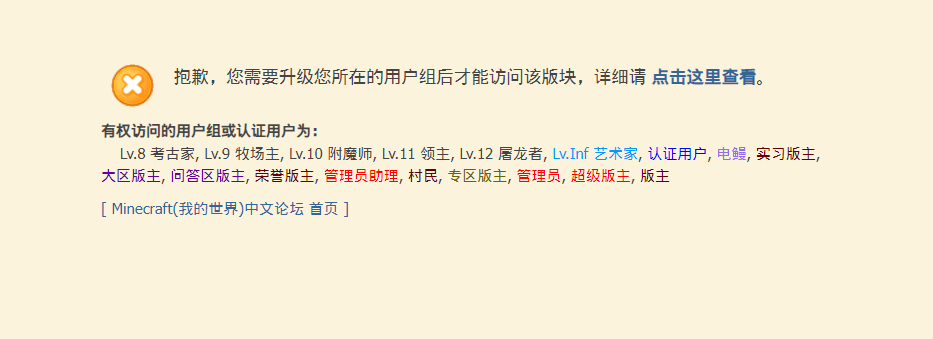 抱歉，您需要升级您所在的用户组后才能访问该版块，详细请 点击这里查看。
有权访问的用户组或认证用户为：
Lv.8 考古家, Lv.9 牧场主, Lv.10 附魔师, Lv.11 领主, Lv.12 屠龙者, Lv.Inf 艺术家, 认证用户, 电鳗, 实习版主,
大区版主, 问答区版主, 荣誉版主, 管理员助理, 村民, 专区版主, 管理员, 超级版主, 版主
[ Minecraft(我的世界)中文论坛 首页 ]